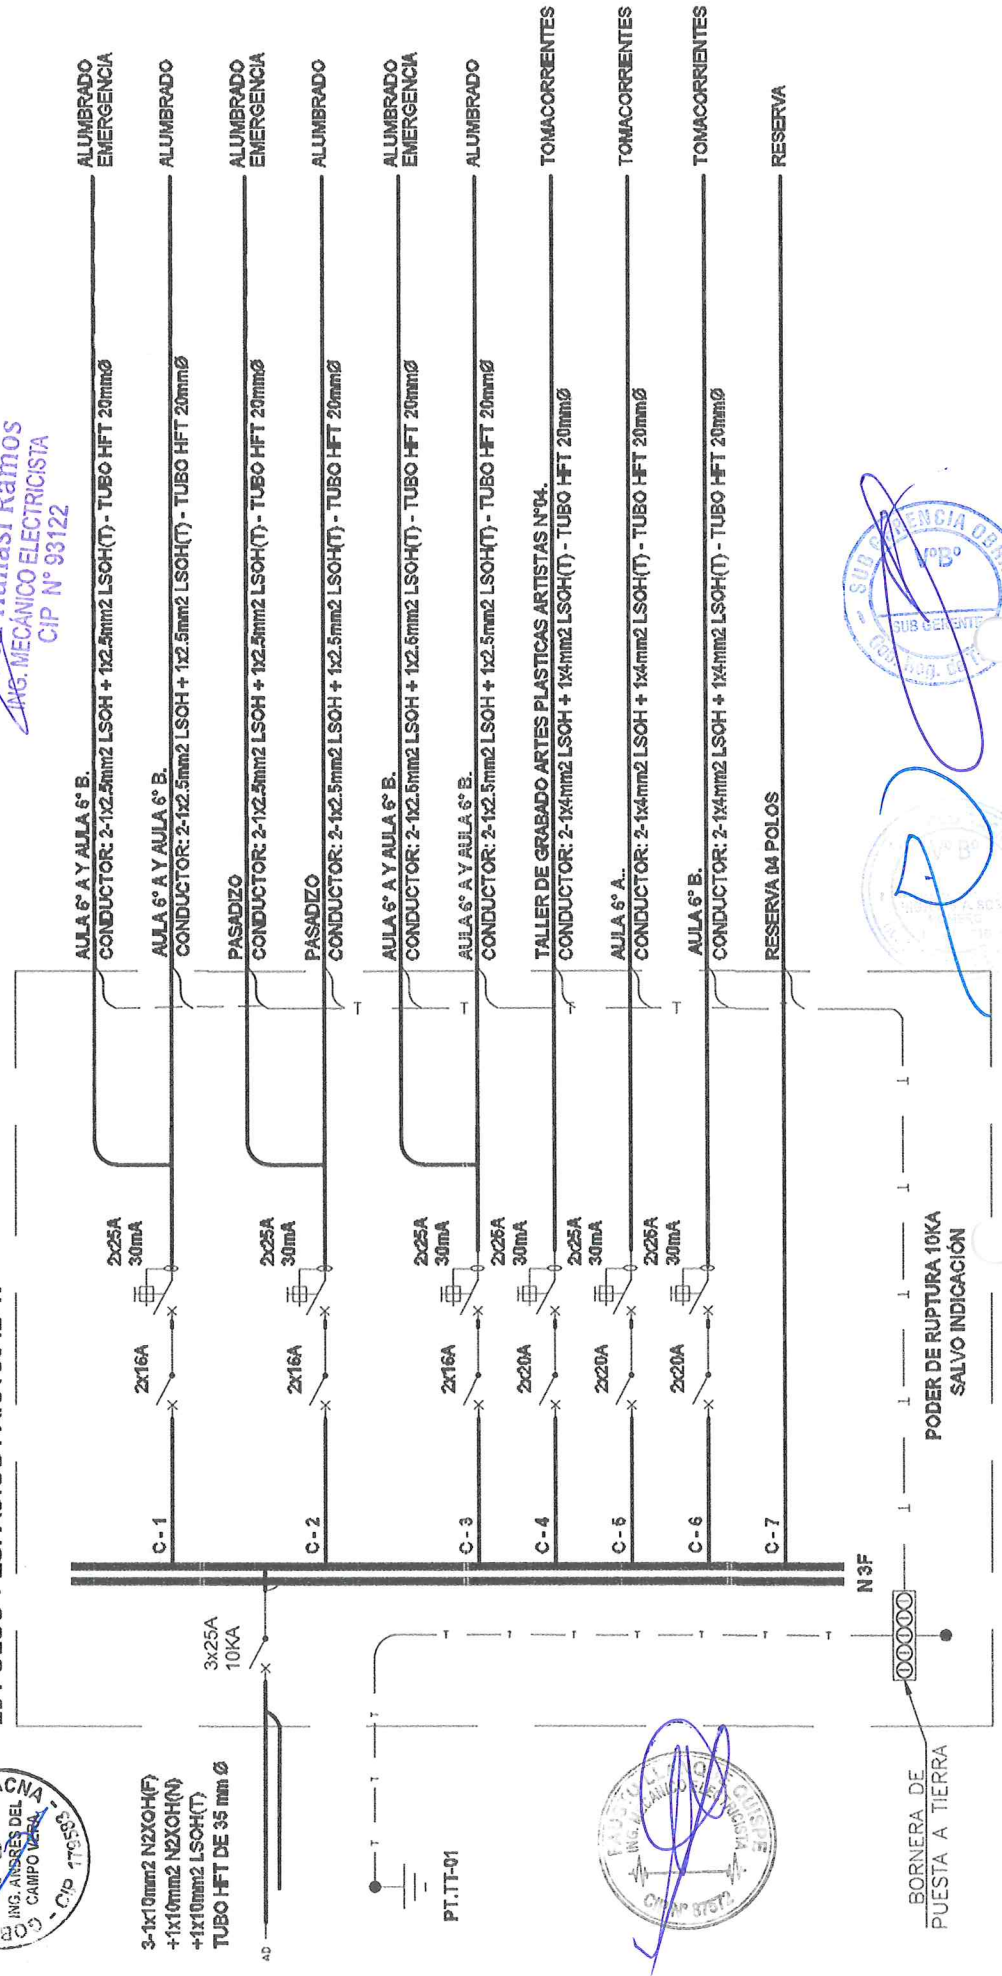 ING. MECÁNICO ELECTRICISTA
CIP N° 93122
ING. ANDRES DEL
CAMPO VERA
CIP 179583
3-1x10mm2 N2XOH(F)
+1x10mm2 N2XOH(N)
+1x10mm2 LSOH(T)
TUBO HFT DE 35 mm Ø
AD
3x25A
10KA
PT.TT-01
N 3F
BORNERA DE
PUESTA A TIERRA
PODER DE RUPTURA 10KA
SALVO INDICACIÓN
AULA 6° A Y AULA 6° B.
CONDUCTOR: 2-1x2.5mm2 LSOH + 1x2.5mm2 LSOH(T) - TUBO HFT 20mmØ
ALUMBRADO
EMERGENCIA
C - 1
2x16A
2x25A
30mA
AULA 6° A Y AULA 6° B.
CONDUCTOR: 2-1x2.5mm2 LSOH + 1x2.5mm2 LSOH(T) - TUBO HFT 20mmØ
ALUMBRADO
PASADIZO
CONDUCTOR: 2-1x2.5mm2 LSOH + 1x2.5mm2 LSOH(T) - TUBO HFT 20mmØ
ALUMBRADO
EMERGENCIA
C - 2
2x16A
2x25A
30mA
PASADIZO
CONDUCTOR: 2-1x2.5mm2 LSOH + 1x2.5mm2 LSOH(T) - TUBO HFT 20mmØ
ALUMBRADO
AULA 6° A Y AULA 6° B.
CONDUCTOR: 2-1x2.5mm2 LSOH + 1x2.5mm2 LSOH(T) - TUBO HFT 20mmØ
ALUMBRADO
EMERGENCIA
C - 3
2x16A
2x25A
30mA
AULA 6° A Y AULA 6° B.
CONDUCTOR: 2-1x2.5mm2 LSOH + 1x2.5mm2 LSOH(T) - TUBO HFT 20mmØ
ALUMBRADO
C - 4
2x20A
2x25A
30mA
TALLER DE GRABADO ARTES PLASTICAS ARTISTAS N°04.
CONDUCTOR: 2-1x4mm2 LSOH + 1x4mm2 LSOH(T) - TUBO HFT 20mmØ
TOMACORRIENTES
C - 5
2x20A
2x25A
30mA
AULA 6° A..
CONDUCTOR: 2-1x4mm2 LSOH + 1x4mm2 LSOH(T) - TUBO HFT 20mmØ
TOMACORRIENTES
C - 6
2x20A
2x25A
30mA
AULA 6° B.
CONDUCTOR: 2-1x4mm2 LSOH + 1x4mm2 LSOH(T) - TUBO HFT 20mmØ
TOMACORRIENTES
C - 7
RESERVA 04 POLOS
RESERVA
QUISPE
CIP N° 87572
V°B°
SUB GERENTE